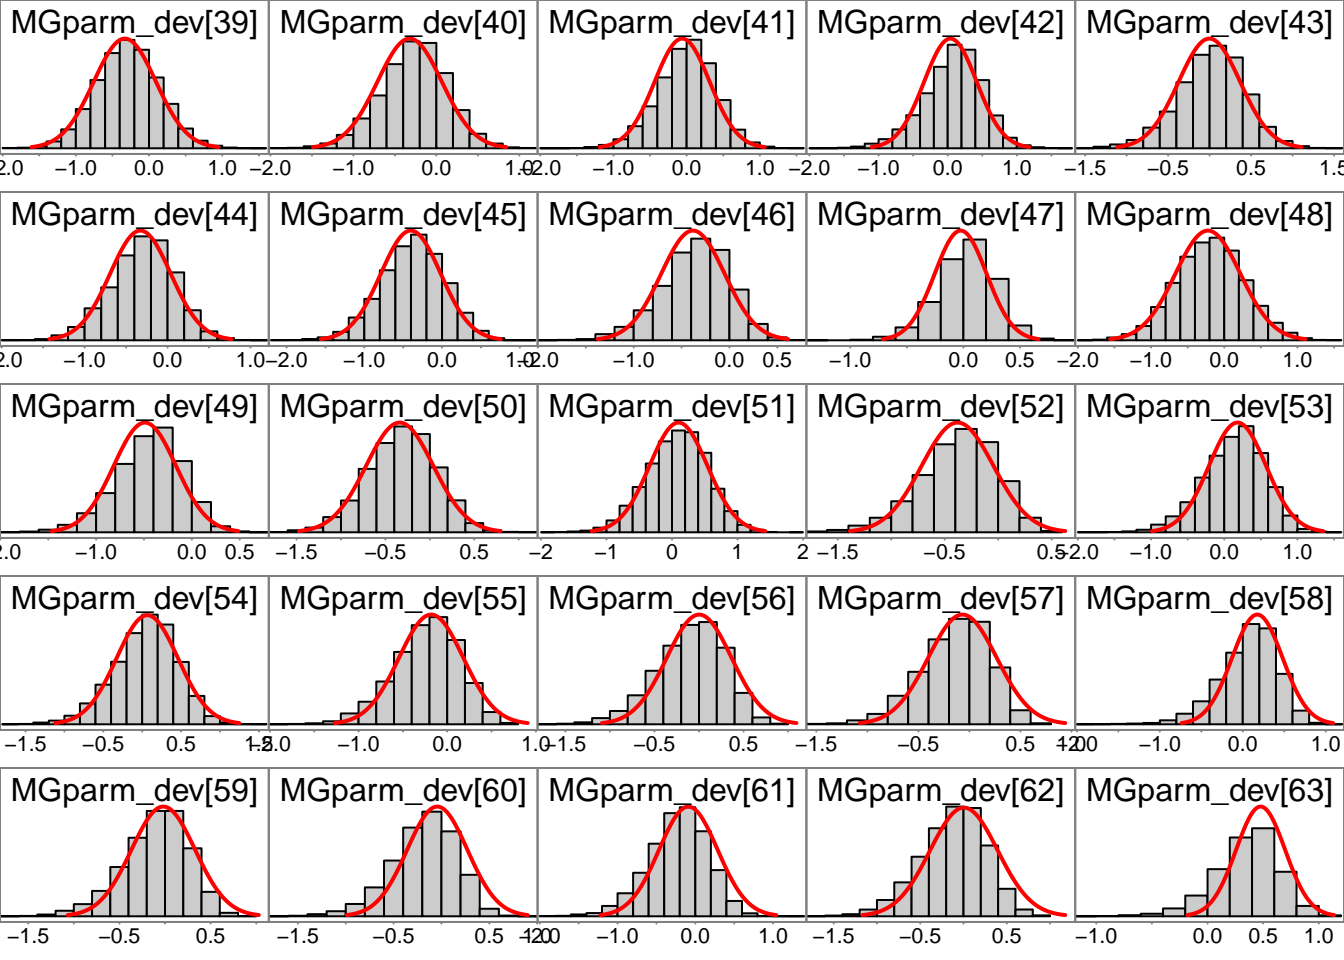 MGparm_dev[39] MGparm_dev[40] MGparm_dev[41] MGparm_dev[42] MGparm_dev[43]
−1.0 0.0 1.0 −1.0 0.0 −1.0 0.0 1.0 −1.0 0.0 1.0 −1.5 −0.5 0.5
MGparm_dev[44] MGparm_dev[45] MGparm_dev[46] MGparm_dev[47] MGparm_dev[48]
−1.0 0.0 −2.0 −1.0 0.0 −1.0 0.0 0.5 −1.0 0.0 0.5 −1.0 0.0 1.0
MGparm_dev[49] MGparm_dev[50] MGparm_dev[51] MGparm_dev[52] MGparm_dev[53]
−1.0 0.0 0.5 −1.5 −0.5 0.5 −2 −1 0 1 2 −1.5 −0.5 −1.0 0.0 1.0
MGparm_dev[54] MGparm_dev[55] MGparm_dev[56] MGparm_dev[57] MGparm_dev[58]
−1.5 −0.5 0.5 −1.0 0.0 −1.5 −0.5 0.5 −1.5 −0.5 0.5 −1.0 0.0 1.0
MGparm_dev[59] MGparm_dev[60] MGparm_dev[61] MGparm_dev[62] MGparm_dev[63]
−1.5 −0.5 0.5 −1.5 −0.5 0.5 −1.0 0.0 1.0 −1.5 −0.5 0.5 −1.0 0.0 0.5 1.0